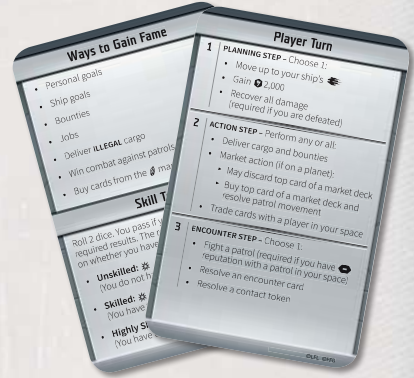 Ways to Gain Fame
• Personal goals
• Ship goals
• Bounties
• Jobs
• Deliver ILLEGAL cargo
• Win combat against patrols
• Buy cards from the
Skill
Roll 2 dice. You pass if
required results. The
on whether you have
• Unskilled:
(You do not
• Skilled:
(You have
• Highly
(You have
Player Turn
1 PLANNING STEP – Choose 1:
• Move up to your ship's
• Gain 2,000
• Recover all damage
(required if you are defeated)
2 ACTION STEP – Perform any or all:
• Deliver cargo and bounties
• Market action (if on a planet):
• May discard top card of a market deck
• Buy top card of a market deck and
resolve patrol movement
• Trade cards with a player in your space
3 ENCOUNTER STEP – Choose 1:
• Fight a patrol (required if you have
reputation with a patrol in your space)
• Resolve an encounter card
• Resolve a contact token